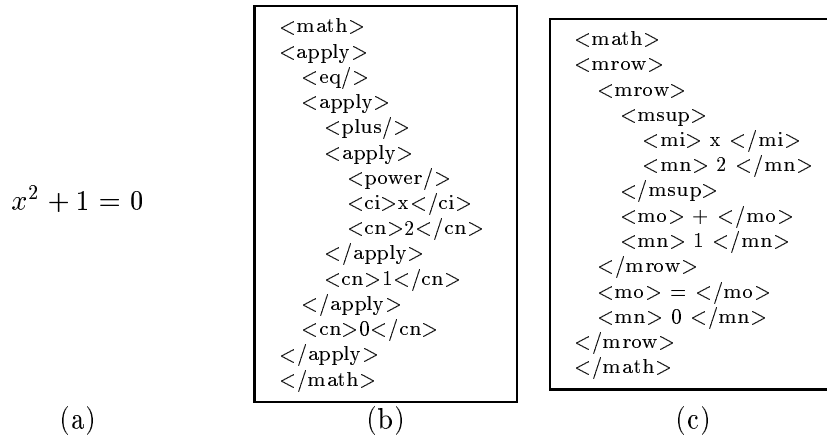 x² + 1 = 0
(a)
<math>
<apply>
<eq/>
<apply>
<plus/>
<apply>
<power/>
<ci>x</ci>
<cn>2</cn>
</apply>
<cn>1</cn>
</apply>
<cn>0</cn>
</apply>
</math>
(b)
<math>
<mrow>
<mrow>
<msup>
<mi> x </mi>
<mn> 2 </mn>
</msup>
<mo> + </mo>
<mn> 1 </mn>
</mrow>
<mo> = </mo>
<mn> 0 </mn>
</mrow>
</math>
(c)